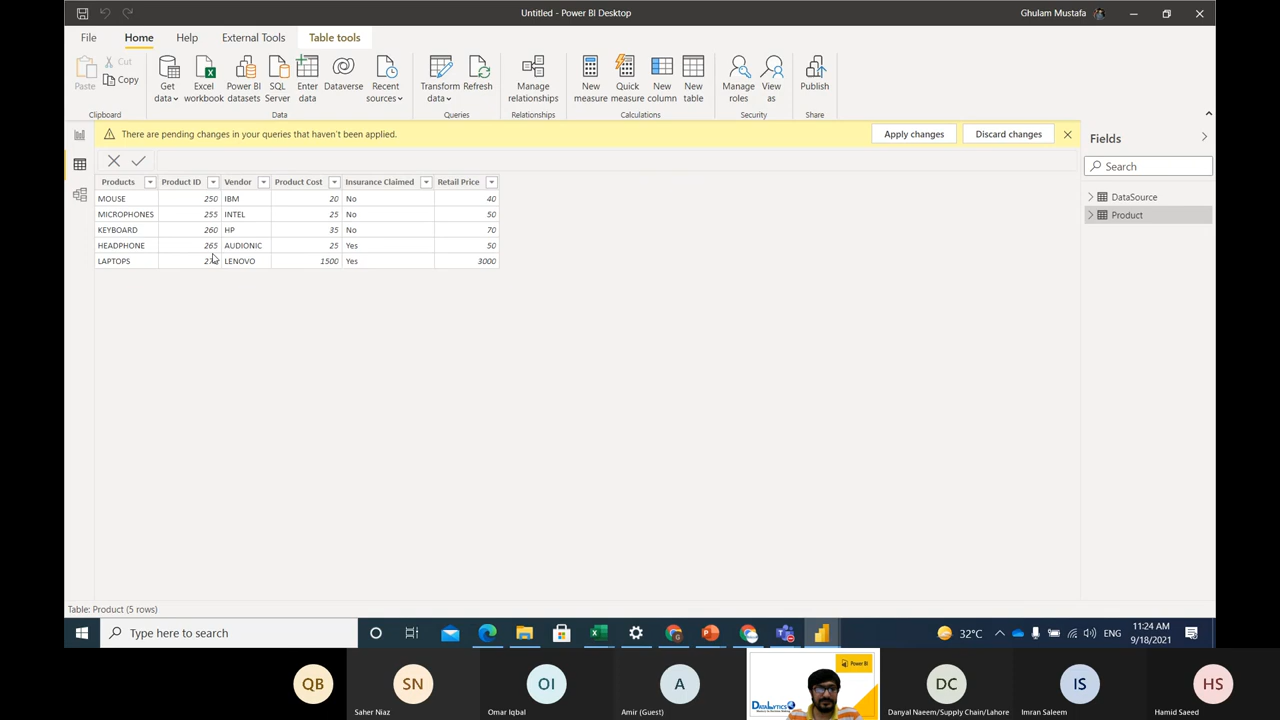 Untitled - Power BI Desktop
Ghulam Mustafa
File
Home
Help
External Tools
Table tools
Paste
Cut
Copy
Get data
Excel workbook
Power BI datasets
SQL Server
Enter data
Dataverse
Recent sources
Transform data
Refresh
Manage relationships
New measure
Quick measure
New column
New table
Manage roles
View as
Publish
Clipboard
Data
Queries
Relationships
Calculations
Security
Share
There are pending changes in your queries that haven't been applied.
Apply changes
Discard changes
Fields
Search
DataSource
Product
Products Product ID Vendor Product Cost Insurance Claimed Retail Price
MOUSE 250 IBM 20 No 40
MICROPHONES 255 INTEL 25 No 50
KEYBOARD 260 HP 35 No 70
HEADPHONE 265 AUDIONIC 25 Yes 50
LAPTOPS LENOVO 1500 Yes 3000
Table: Product (5 rows)
Type here to search
32°C
ENG
11:24 AM
9/18/2021
QB
SN
Saher Niaz
OI
Omar Iqbal
A
Amir (Guest)
Power BI
DC
Danyal Naeem/Supply Chain/Lahore
IS
Imran Saleem
HS
Hamid Saeed